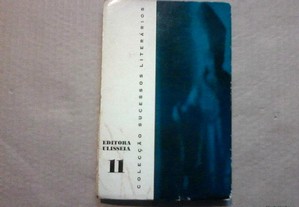 COLECÇÃO SUCESSOS LITERÁRIOS
EDITORA
ULISSEIA
11